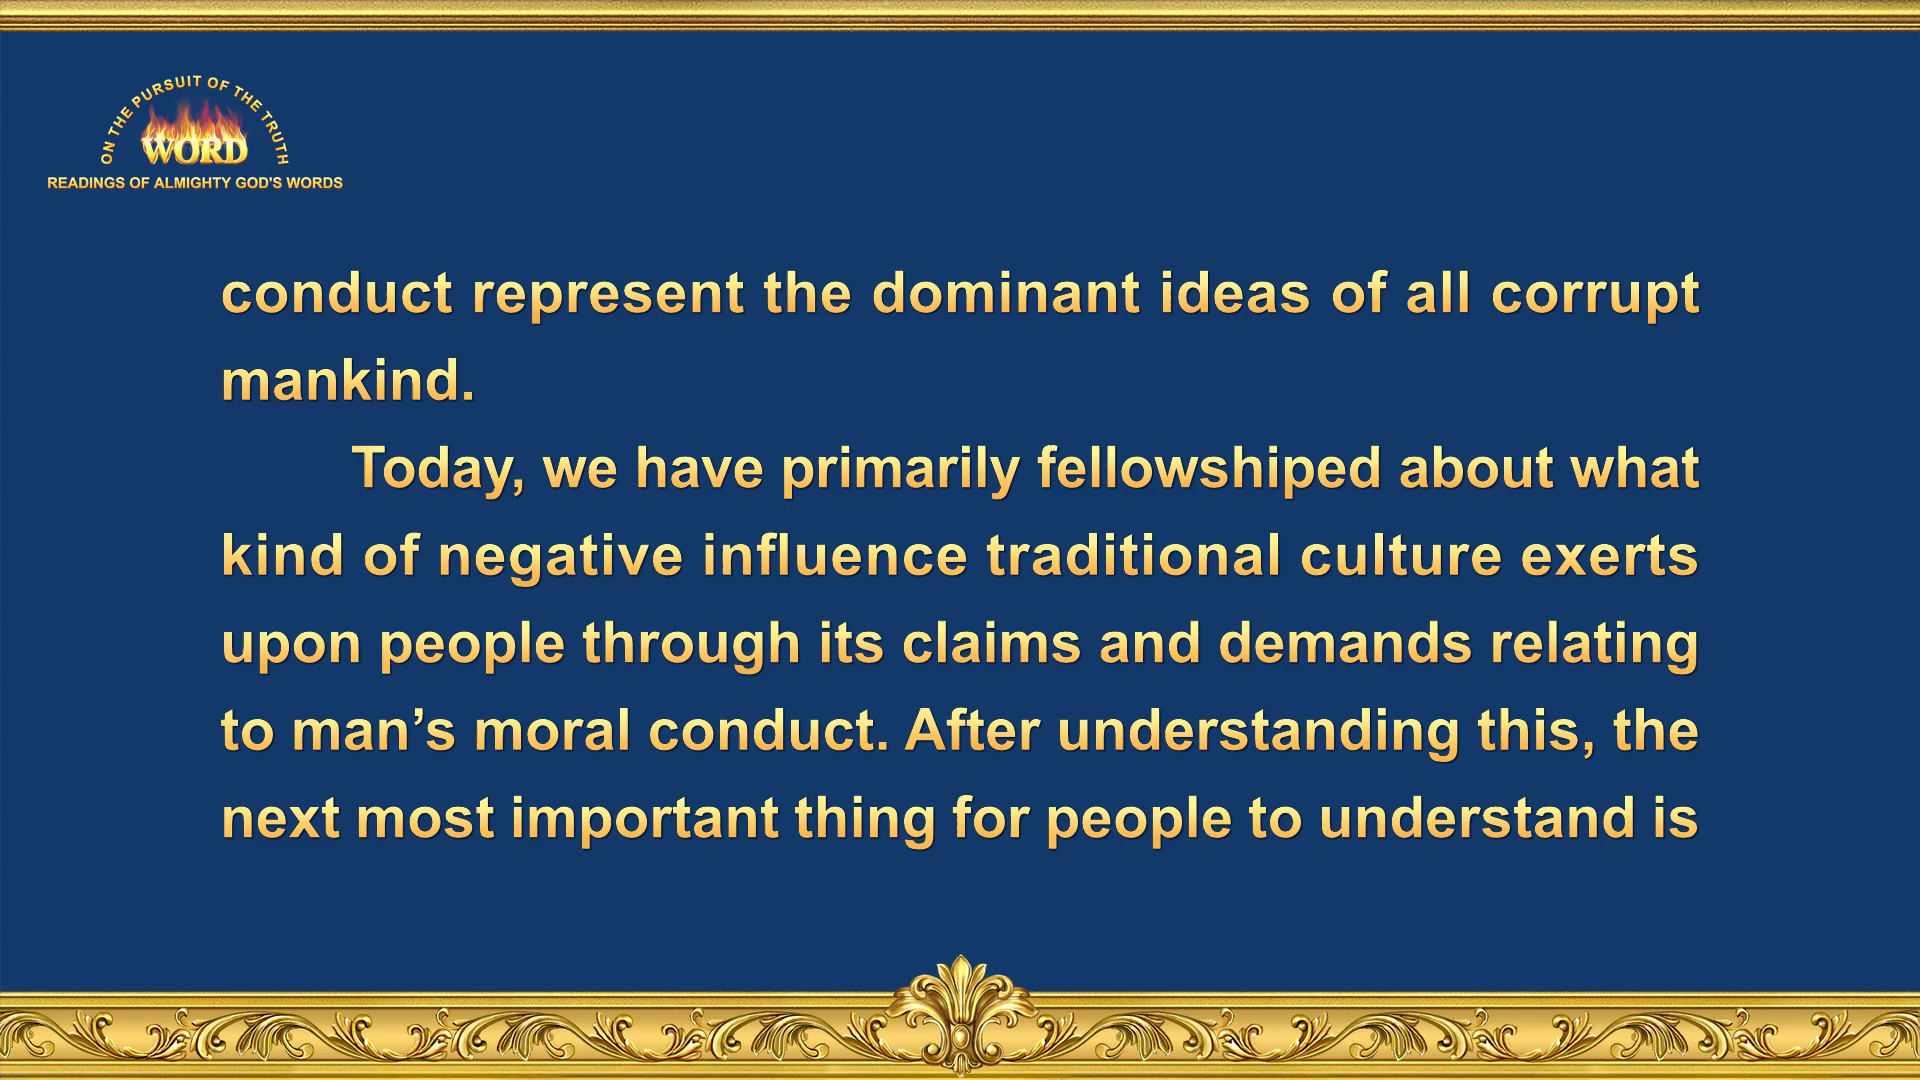 ON THE PURSUIT OF THE TRUTH
WORD
READINGS OF ALMIGHTY GOD'S WORDS
conduct represent the dominant ideas of all corrupt
mankind.
Today, we have primarily fellowshiped about what
kind of negative influence traditional culture exerts
upon people through its claims and demands relating
to man’s moral conduct. After understanding this, the
next most important thing for people to understand is